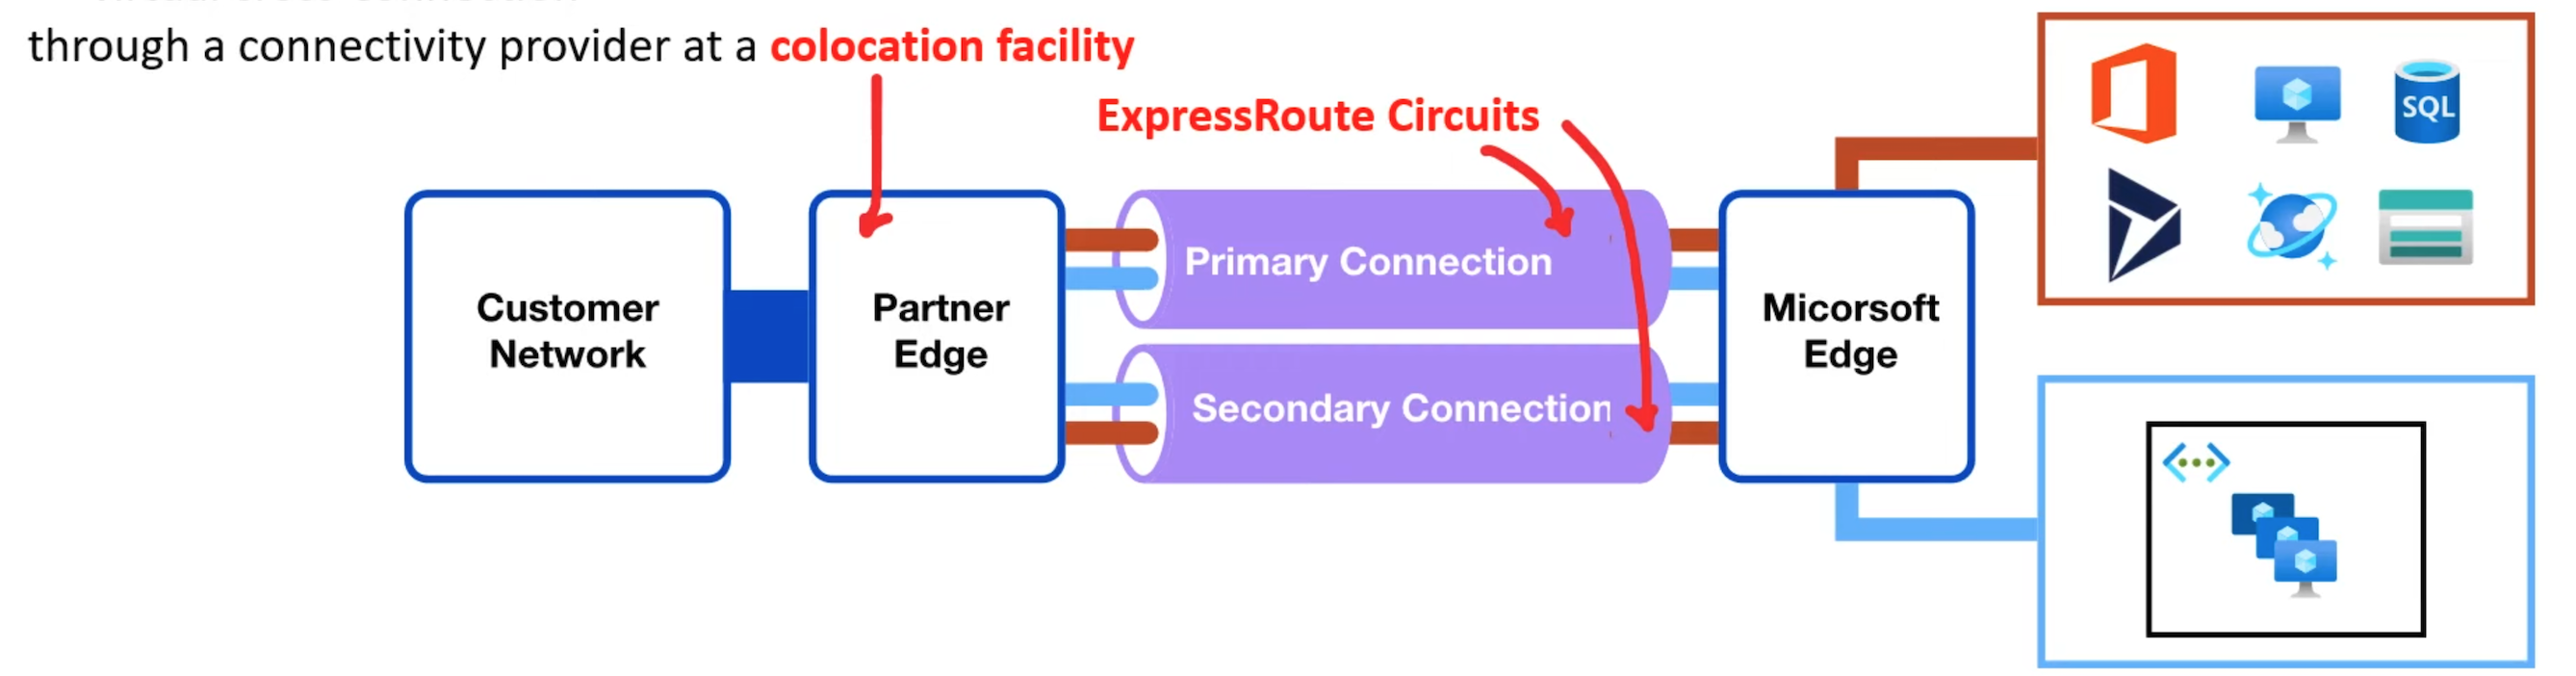 through a connectivity provider at a colocation facility
ExpressRoute Circuits
Primary Connection
Customer
Network
Partner
Edge
Secondary Connection
Micorsoft
Edge
SQL